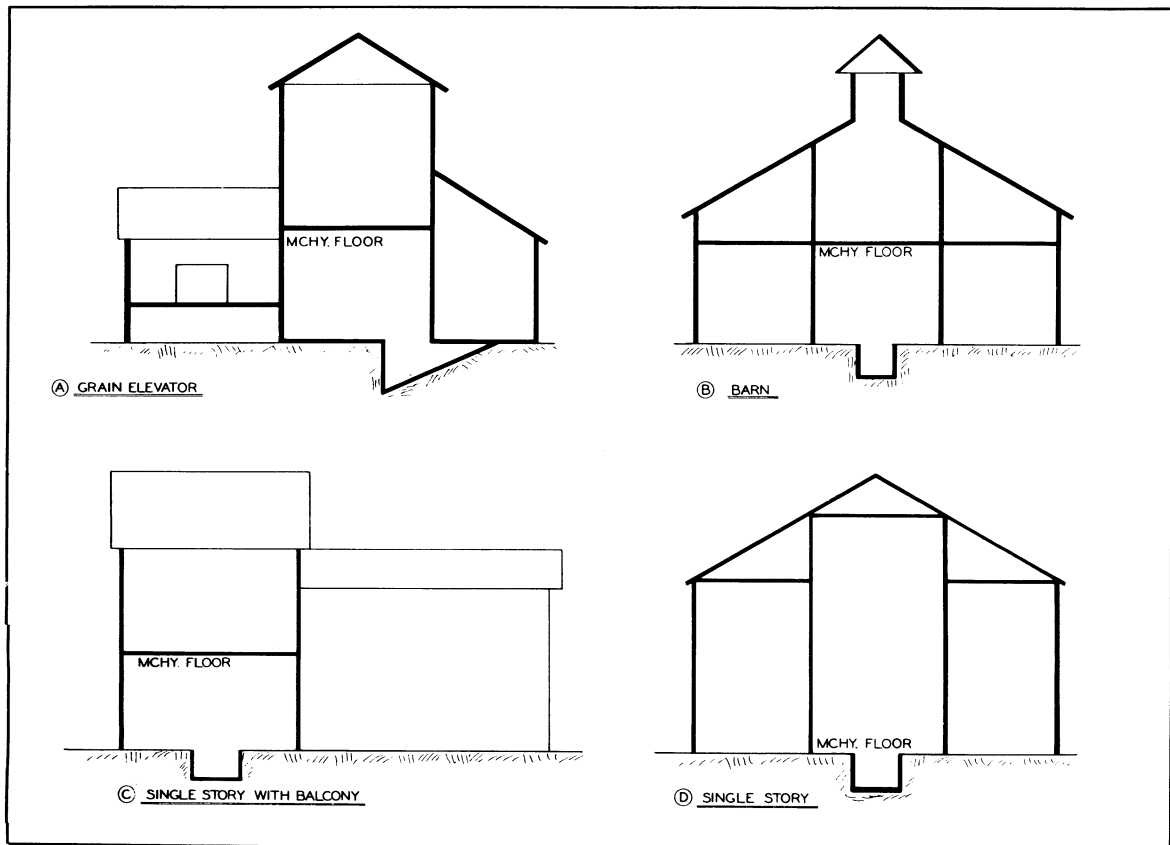 MCHY. FLOOR
Ⓐ GRAIN ELEVATOR
MCHY. FLOOR
Ⓑ BARN
MCHY. FLOOR
Ⓒ SINGLE STORY WITH BALCONY
MCHY. FLOOR
Ⓓ SINGLE STORY